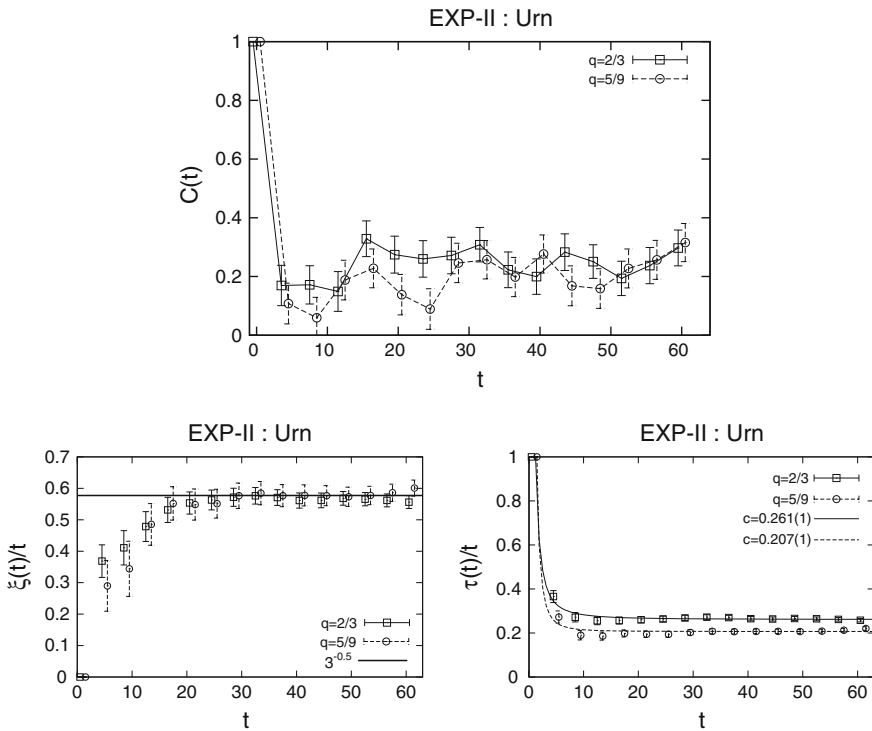 EXP-II : Urn
1
0.8
0.6
0.4
0.2
0
C(t)
q=2/3
q=5/9
0 10 20 30 40 50 60
t
EXP-II : Urn
0.7
0.6
0.5
0.4
0.3
0.2
0.1
0
ξ(t)/t
q=2/3
q=5/9
3^-0.5
0 10 20 30 40 50 60
t
EXP-II : Urn
1
0.8
0.6
0.4
0.2
0
τ(t)/t
q=2/3
q=5/9
c=0.261(1)
c=0.207(1)
0 10 20 30 40 50 60
t